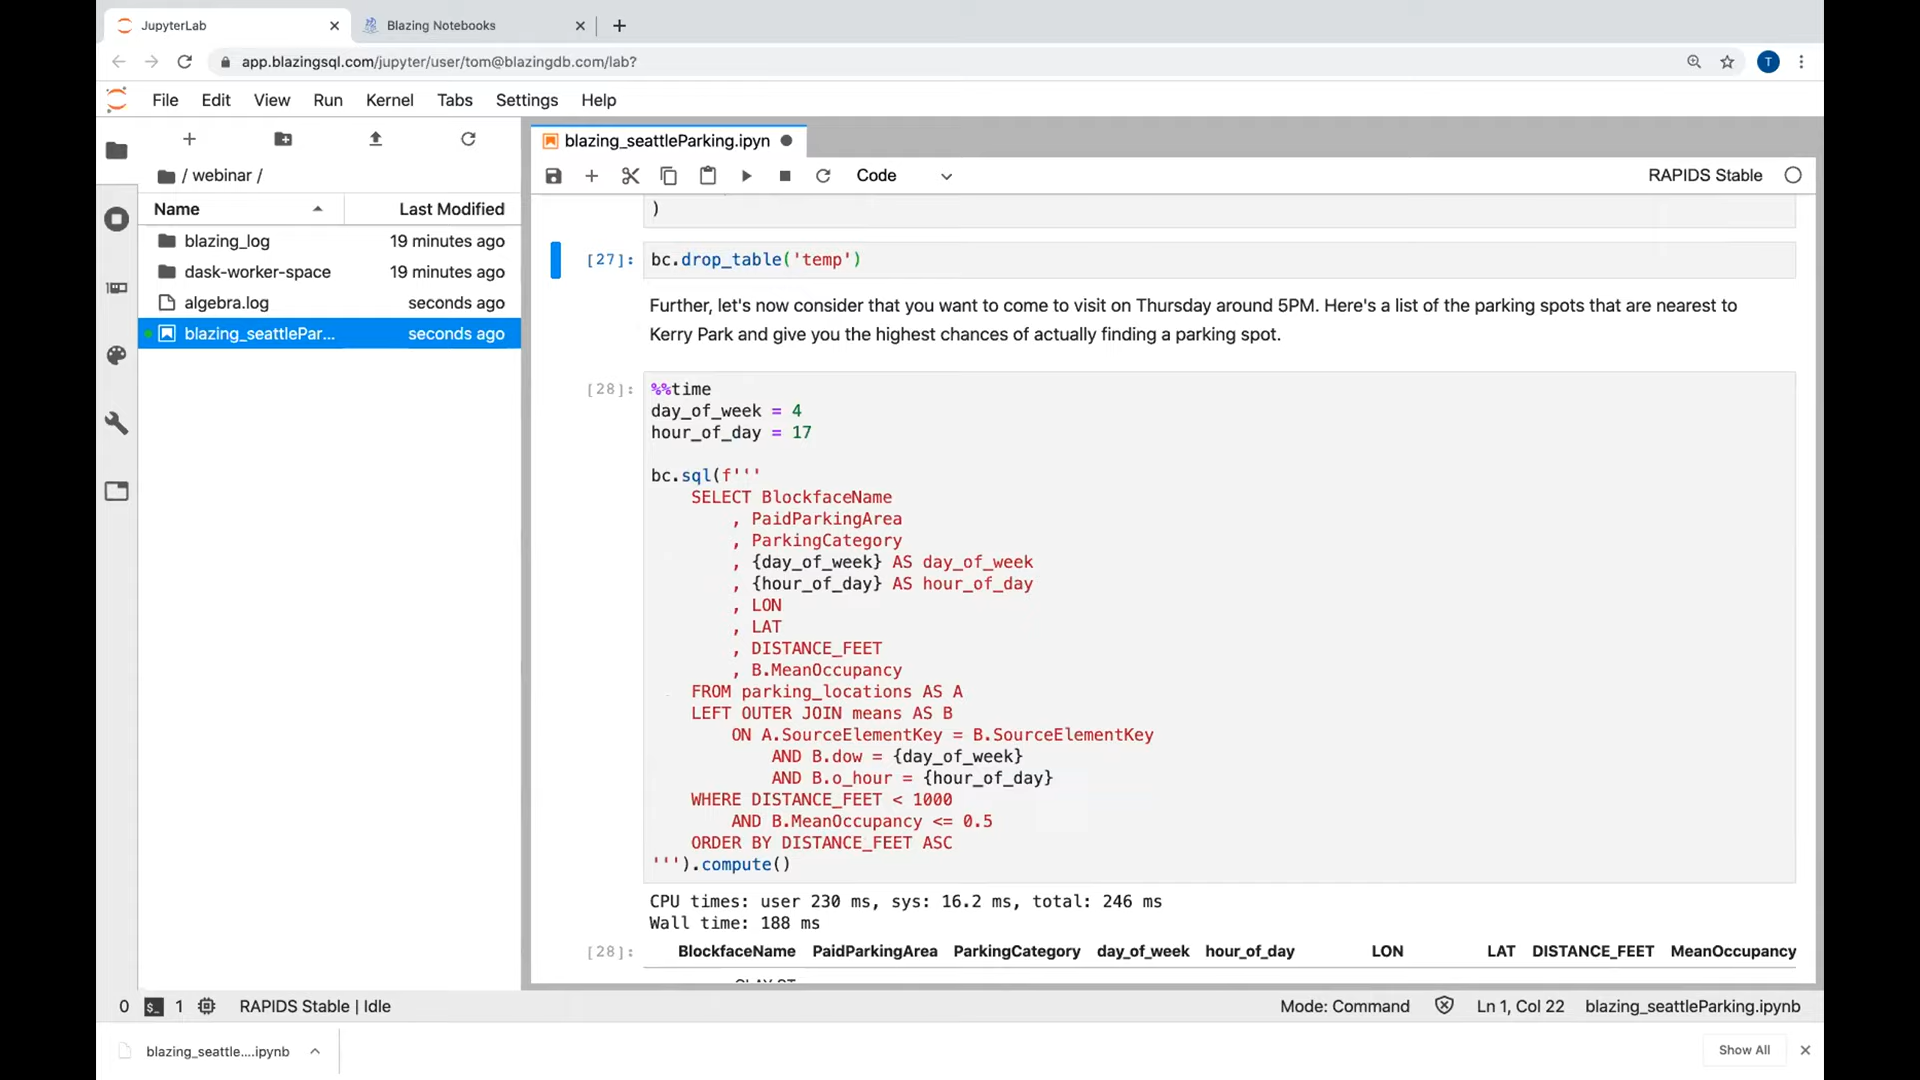 JupyterLab
Blazing Notebooks
app.blazingsql.com/jupyter/user/tom@blazingdb.com/lab?
T
File Edit View Run Kernel Tabs Settings Help
/ webinar /
Name Last Modified
blazing_log 19 minutes ago
dask-worker-space 19 minutes ago
algebra.log seconds ago
blazing_seattlePar... seconds ago
blazing_seattleParking.ipyn
Code
RAPIDS Stable
)
[27]: bc.drop_table('temp')
Further, let's now consider that you want to come to visit on Thursday around 5PM. Here's a list of the parking spots that are nearest to
Kerry Park and give you the highest chances of actually finding a parking spot.
[28]: %%time
day_of_week = 4
hour_of_day = 17
bc.sql(f'''
SELECT BlockfaceName
, PaidParkingArea
, ParkingCategory
, {day_of_week} AS day_of_week
, {hour_of_day} AS hour_of_day
, LON
, LAT
, DISTANCE_FEET
, B.MeanOccupancy
FROM parking_locations AS A
LEFT OUTER JOIN means AS B
ON A.SourceElementKey = B.SourceElementKey
AND B.dow = {day_of_week}
AND B.o_hour = {hour_of_day}
WHERE DISTANCE_FEET < 1000
AND B.MeanOccupancy <= 0.5
ORDER BY DISTANCE_FEET ASC
''').compute()
CPU times: user 230 ms, sys: 16.2 ms, total: 246 ms
Wall time: 188 ms
[28]: BlockfaceName PaidParkingArea ParkingCategory day_of_week hour_of_day LON LAT DISTANCE_FEET MeanOccupancy
0 $_ 1 RAPIDS Stable | Idle
Mode: Command Ln 1, Col 22 blazing_seattleParking.ipynb
blazing_seattle....ipynb
Show All